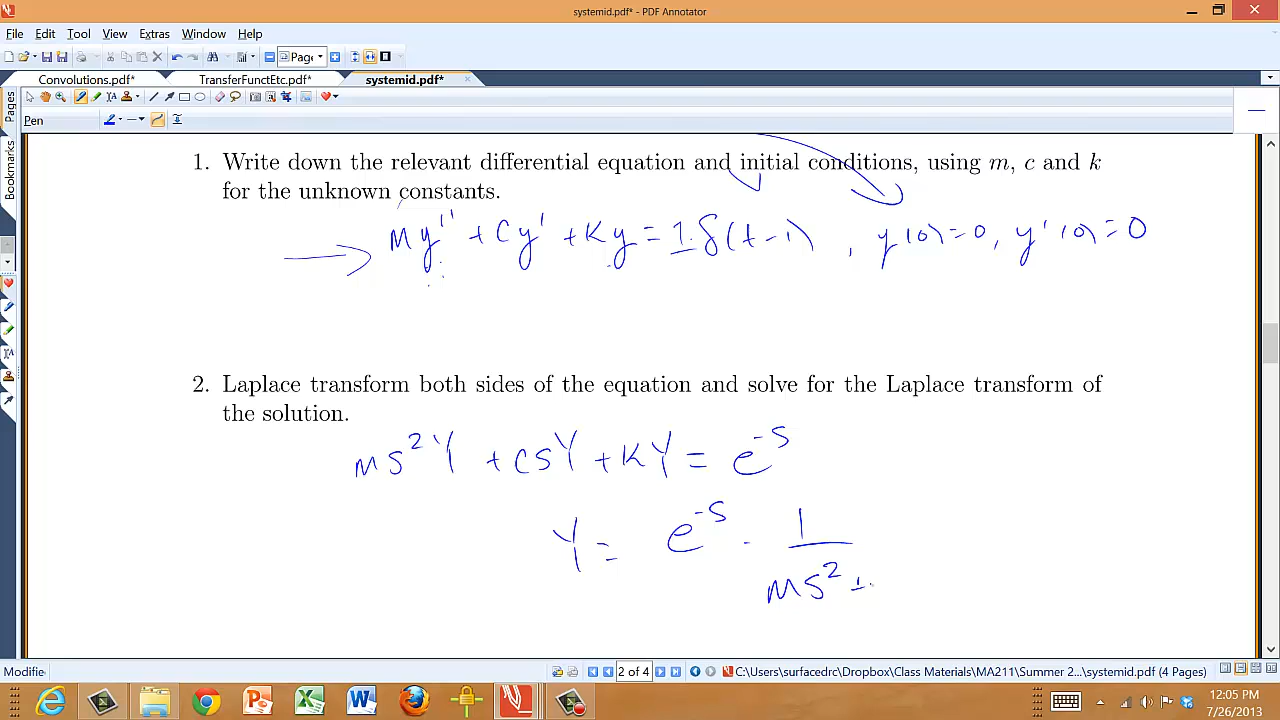 systemid.pdf* - PDF Annotator
File Edit Tool View Extras Window Help
Page
Convolutions.pdf* TransferFunctEtc.pdf* systemid.pdf*
Pen
Pages
Bookmarks
1. Write down the relevant differential equation and initial conditions, using m, c and k
for the unknown constants.
my'' + cy' + ky = 1·δ(t-1), y(0)=0, y'(0)=0
2. Laplace transform both sides of the equation and solve for the Laplace transform of
the solution.
ms²Y + csY + kY = e^-s
Y = e^-s · 1
ms² +
Modifie
2 of 4
C:\Users\surfacedrc\Dropbox\Class Materials\MA211\Summer 2...\systemid.pdf (4 Pages)
12:05 PM
7/26/2013